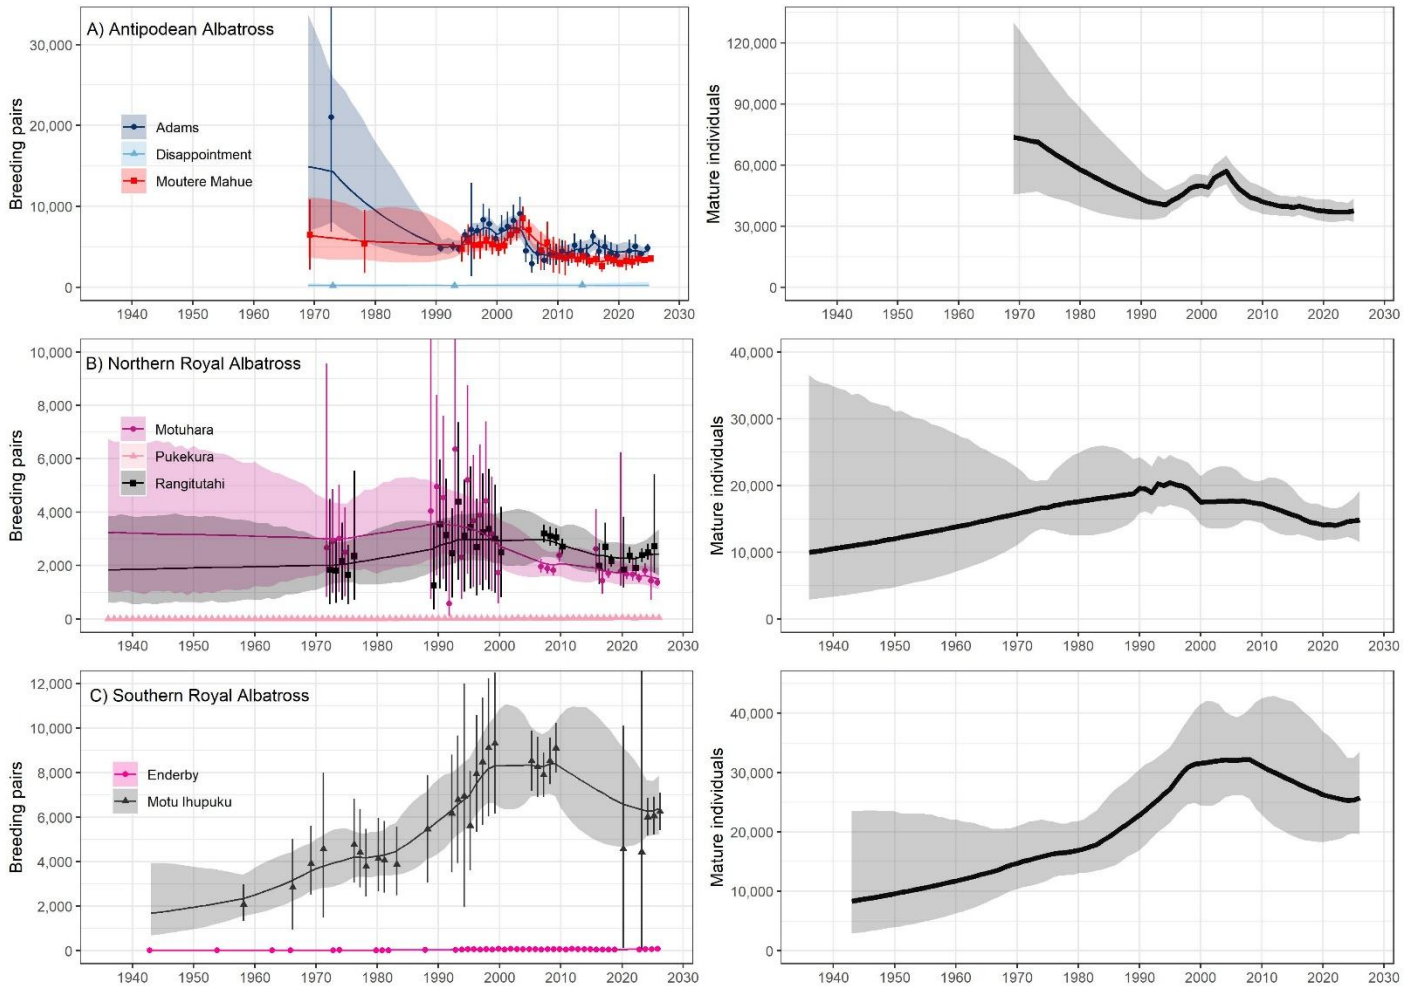 A) Antipodean Albatross
Breeding pairs
30,000
20,000
10,000
0
Adams
Disappointment
Moutere Mahue
1940 1950 1960 1970 1980 1990 2000 2010 2020 2030
Mature individuals
120,000
90,000
60,000
30,000
0
1940 1950 1960 1970 1980 1990 2000 2010 2020 2030
B) Northern Royal Albatross
Breeding pairs
10,000
8,000
6,000
4,000
2,000
0
Motuhara
Pukekura
Rangitutahi
1940 1950 1960 1970 1980 1990 2000 2010 2020 2030
Mature individuals
40,000
30,000
20,000
10,000
0
1940 1950 1960 1970 1980 1990 2000 2010 2020 2030
C) Southern Royal Albatross
Breeding pairs
12,000
10,000
8,000
6,000
4,000
2,000
0
Enderby
Motu Ihupuku
1940 1950 1960 1970 1980 1990 2000 2010 2020 2030
Mature individuals
40,000
30,000
20,000
10,000
0
1940 1950 1960 1970 1980 1990 2000 2010 2020 2030